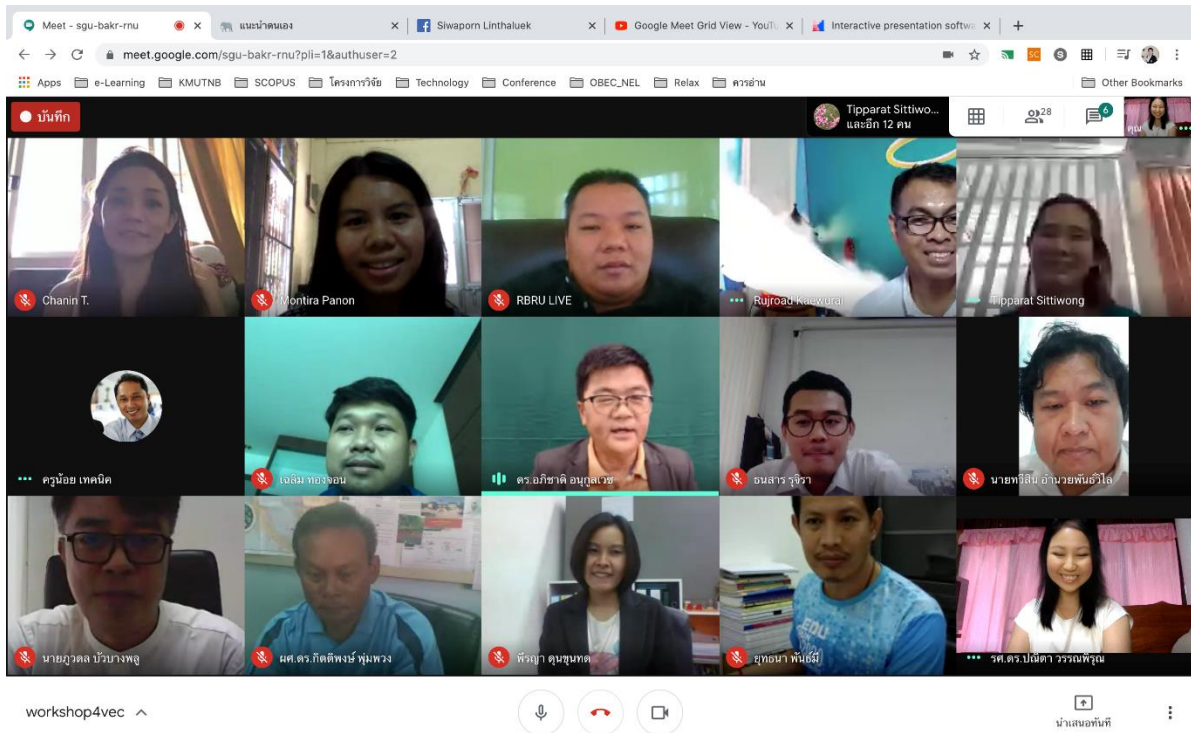 Meet - sgu-bakr-rnu
แนะนำตนเอง
Siwaporn Linthaluek
Google Meet Grid View - YouTu
Interactive presentation softwa
meet.google.com/sgu-bakr-rnu?pli=1&authuser=2
Apps
e-Learning
KMUTNB
SCOPUS
โครงการวิจัย
Technology
Conference
OBEC_NEL
Relax
ควรอ่าน
Other Bookmarks
บันทึก
Tipparat Sittiwo...
และอีก 12 คน
28
6
คุณ
Chanin T.
Montira Panon
RBRU LIVE
Rujroad Kaewurai
Tipparat Sittiwong
ครูน้อย เทคนิค
เฉลิม ทองจอน
ดร.อภิชาติ อนุกูลเวช
ธนสาร รุจิรา
นายทวีสิน อำนวยพันธ์วิไล
นายภูวดล บัวบางพลู
ผศ.ดร.กิตติพงษ์ พุ่มพวง
พีรญา ดุนขุนทด
ยุทธนา พันธ์มี
รศ.ดร.ปณิตา วรรณพิรุณ
EDU
workshop4vec
นำเสนอทันที